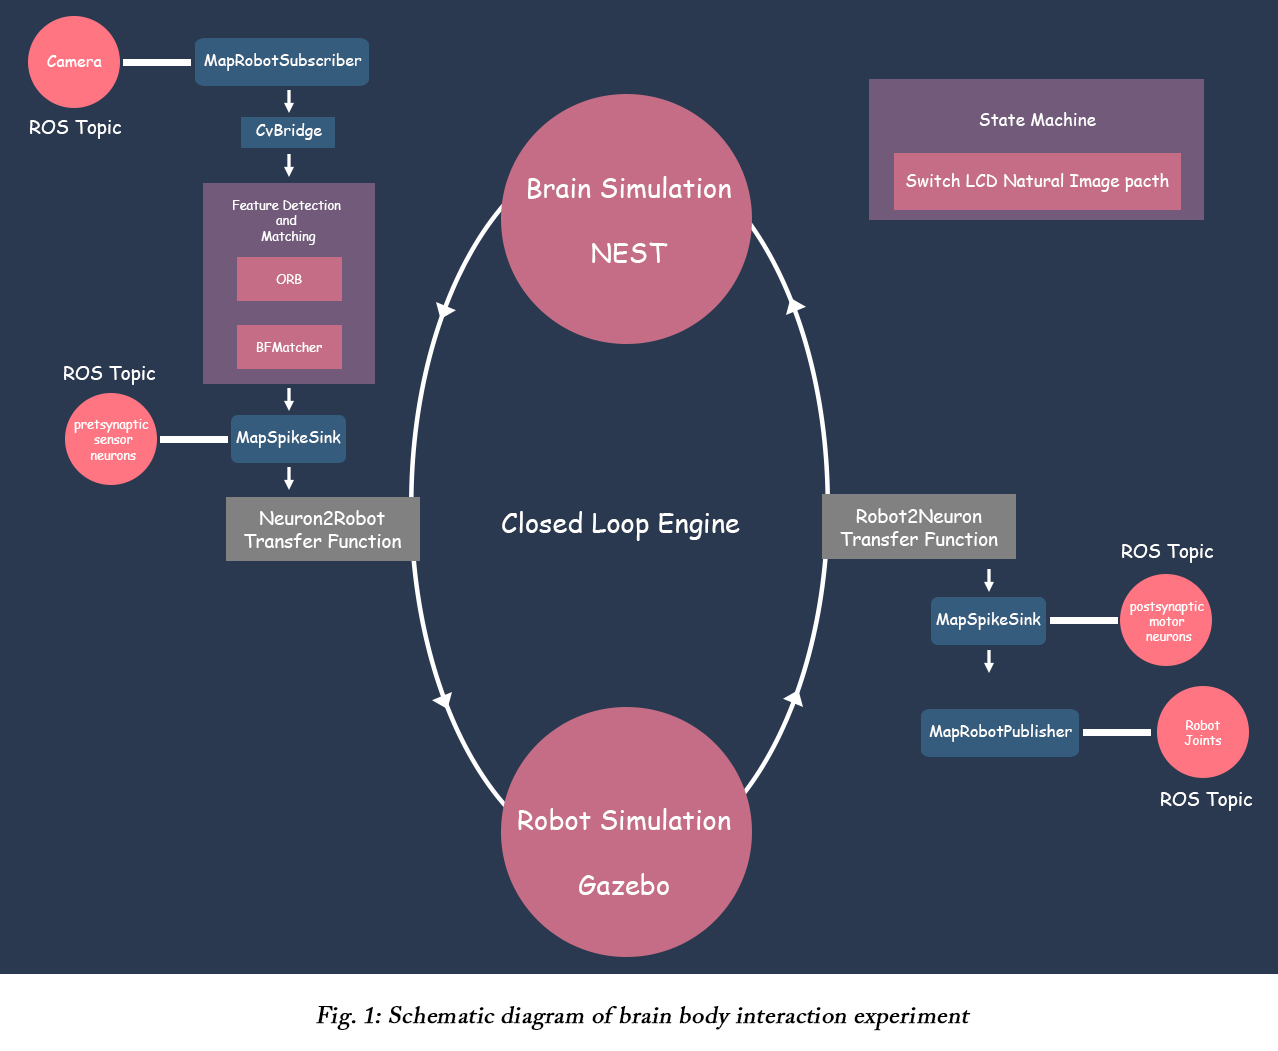 Camera
ROS Topic
MapRobotSubscriber
CvBridge
Feature Detection
and
Matching
ORB
BFMatcher
ROS Topic
pretsynaptic
sensor
neurons
MapSpikeSink
Neuron2Robot
Transfer Function
Brain Simulation
NEST
Closed Loop Engine
Robot Simulation
Gazebo
State Machine
Switch LCD Natural Image pacth
Robot2Neuron
Transfer Function
ROS Topic
MapSpikeSink
postsynaptic
motor
neurons
MapRobotPublisher
Robot
Joints
ROS Topic
Fig. 1: Schematic diagram of brain body interaction experiment